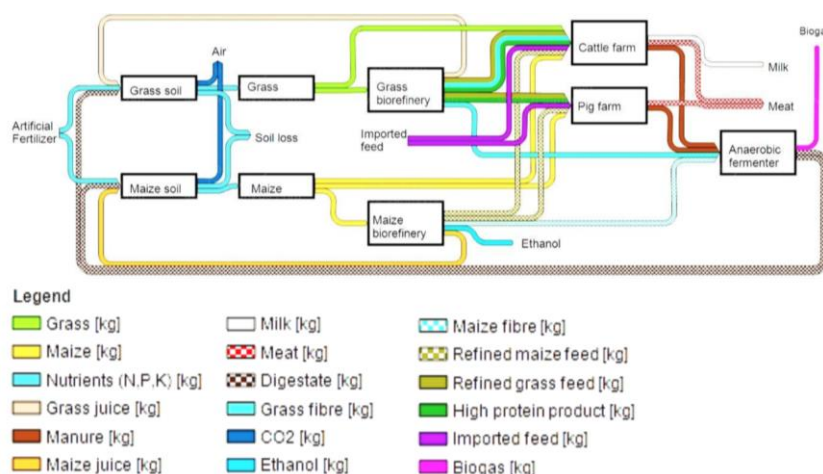 Biogas
Air
Cattle farm
Milk
Grass soil
Grass
Grass
biorefinery
Pig farm
Meat
Artificial
Fertilizer
Soil loss
Imported
feed
Anaerobic
fermenter
Maize soil
Maize
Maize
biorefinery
Ethanol
Legend
Grass [kg]
Maize [kg]
Nutrients (N,P,K) [kg]
Grass juice [kg]
Manure [kg]
Maize juice [kg]
Milk [kg]
Meat [kg]
Digestate [kg]
Grass fibre [kg]
CO2 [kg]
Ethanol [kg]
Maize fibre [kg]
Refined maize feed [kg]
Refined grass feed [kg]
High protein product [kg]
Imported feed [kg]
Biogas [kg]